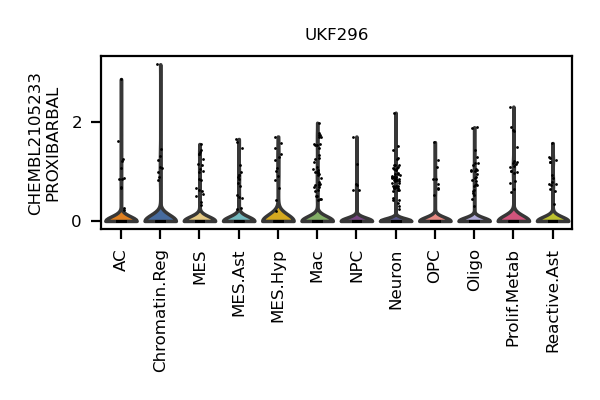 UKF296
CHEMBL2105233
PROXIBARBAL
2
0
AC
Chromatin.Reg
MES
MES.Ast
MES.Hyp
Mac
NPC
Neuron
OPC
Oligo
Prolif.Metab
Reactive.Ast